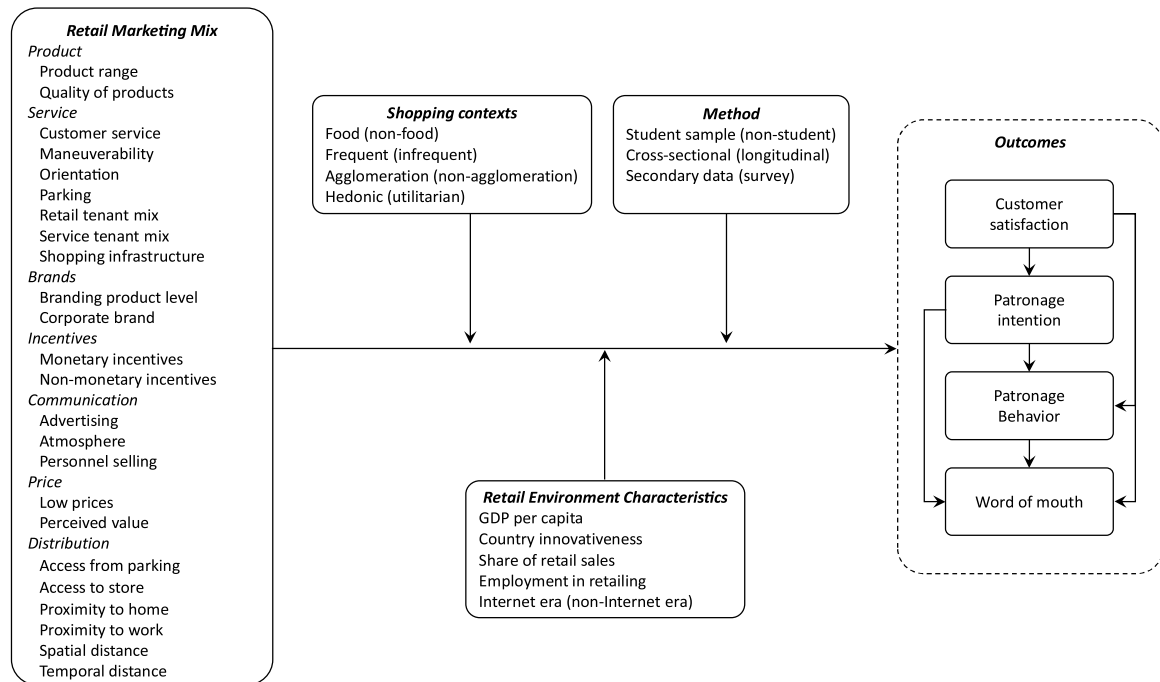 Retail Marketing Mix
Product
Product range
Quality of products
Service
Customer service
Maneuverability
Orientation
Parking
Retail tenant mix
Service tenant mix
Shopping infrastructure
Brands
Branding product level
Corporate brand
Incentives
Monetary incentives
Non-monetary incentives
Communication
Advertising
Atmosphere
Personnel selling
Price
Low prices
Perceived value
Distribution
Access from parking
Access to store
Proximity to home
Proximity to work
Spatial distance
Temporal distance
Shopping contexts
Food (non-food)
Frequent (infrequent)
Agglomeration (non-agglomeration)
Hedonic (utilitarian)
Method
Student sample (non-student)
Cross-sectional (longitudinal)
Secondary data (survey)
Retail Environment Characteristics
GDP per capita
Country innovativeness
Share of retail sales
Employment in retailing
Internet era (non-Internet era)
Outcomes
Customer
satisfaction
Patronage
intention
Patronage
Behavior
Word of mouth